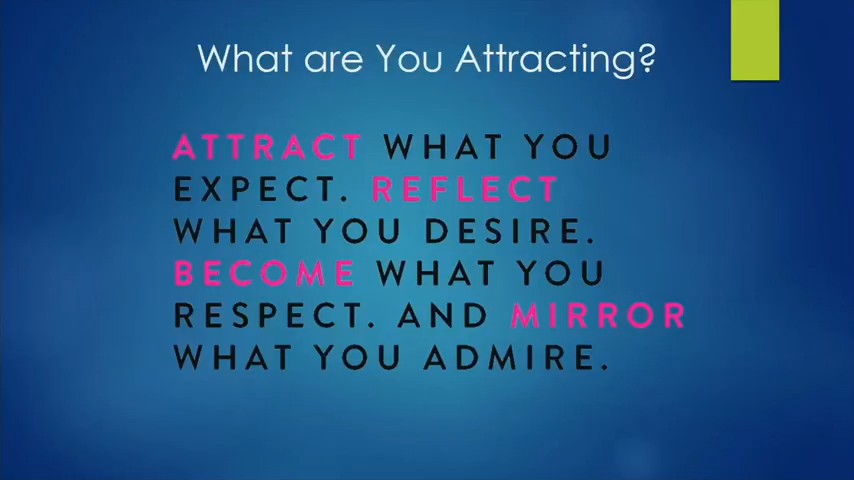 What are You Attracting?
ATTRACT WHAT YOU
EXPECT. REFLECT
WHAT YOU DESIRE.
BECOME WHAT YOU
RESPECT. AND MIRROR
WHAT YOU ADMIRE.